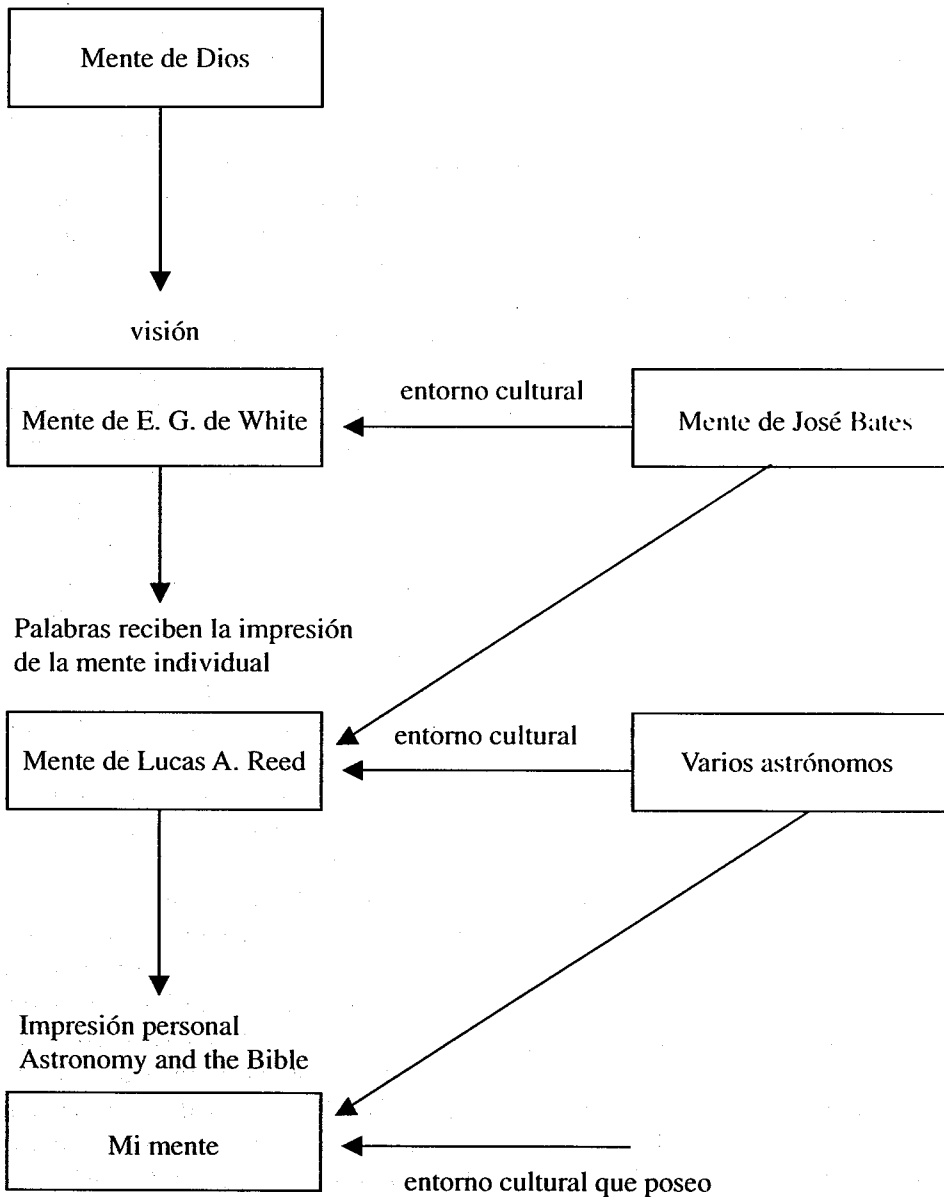 Mente de Dios
visión
entorno cultural
Mente de E. G. de White
Mente de José Bates
Palabras reciben la impresión
de la mente individual
entorno cultural
Mente de Lucas A. Reed
Varios astrónomos
Impresión personal
Astronomy and the Bible
Mi mente
entorno cultural que poseo